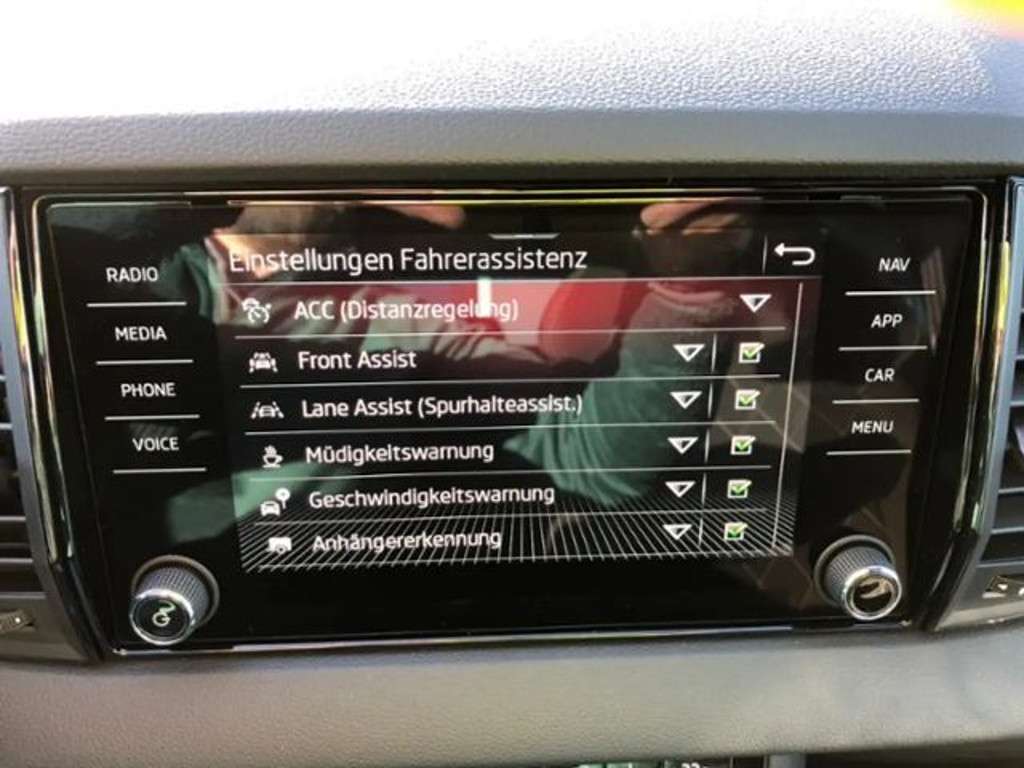 Einstellungen Fahrerassistenz
RADIO
MEDIA
PHONE
VOICE
ACC (Distanzregelung)
Front Assist
Lane Assist (Spurhalteassist.)
Müdigkeitswarnung
Geschwindigkeitswarnung
Anhängererkennung
NAV
APP
CAR
MENU